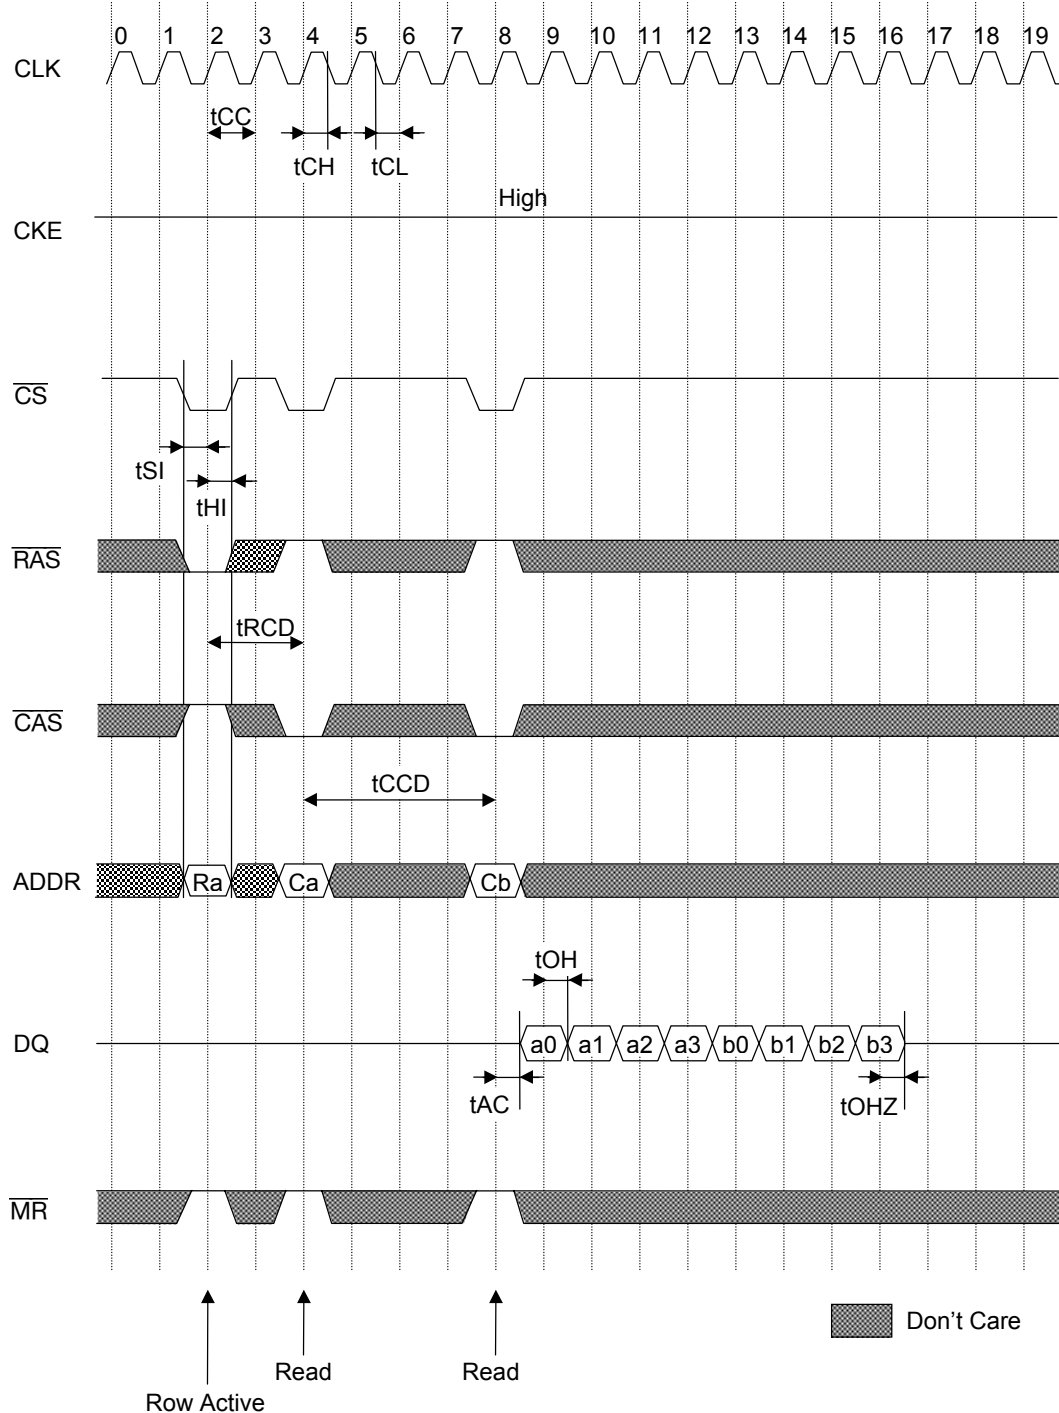 0 1 2 3 4 5 6 7 8 9 10 11 12 13 14 15 16 17 18 19
CLK
tCC
tCH tCL
High
CKE
CS
tSI
tHI
RAS
tRCD
CAS
tCCD
ADDR Ra Ca Cb
tOH
DQ a0 a1 a2 a3 b0 b1 b2 b3
tAC tOHZ
MR
Don't Care
Read Read
Row Active